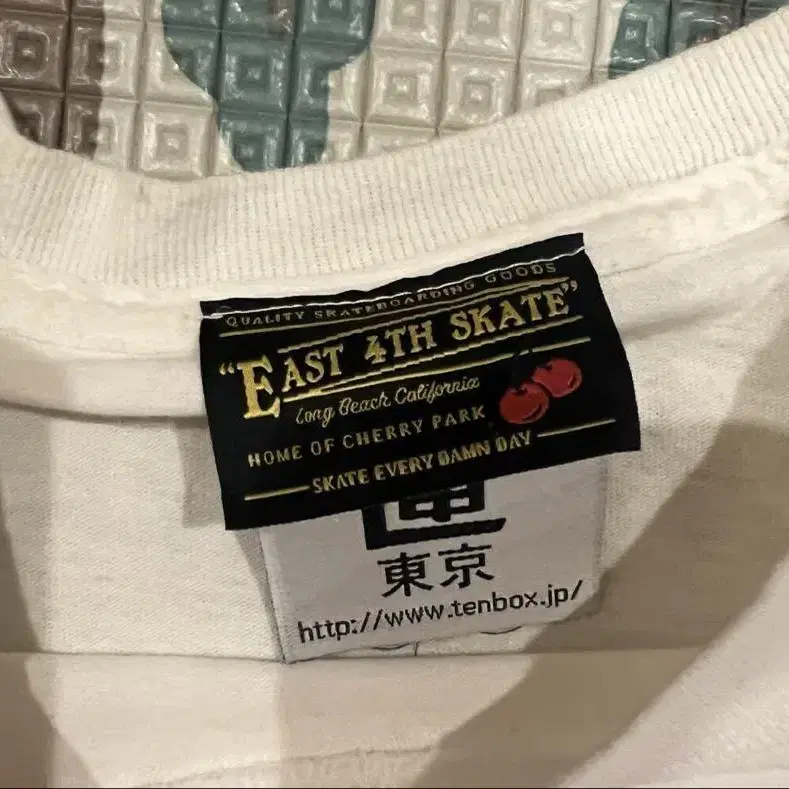 QUALITY SKATEBOARDING GOODS
"EAST 4TH SKATE"
Long Beach California
HOME OF CHERRY PARK
SKATE EVERY DAMN DAY
東京
http://www.tenbox.jp/